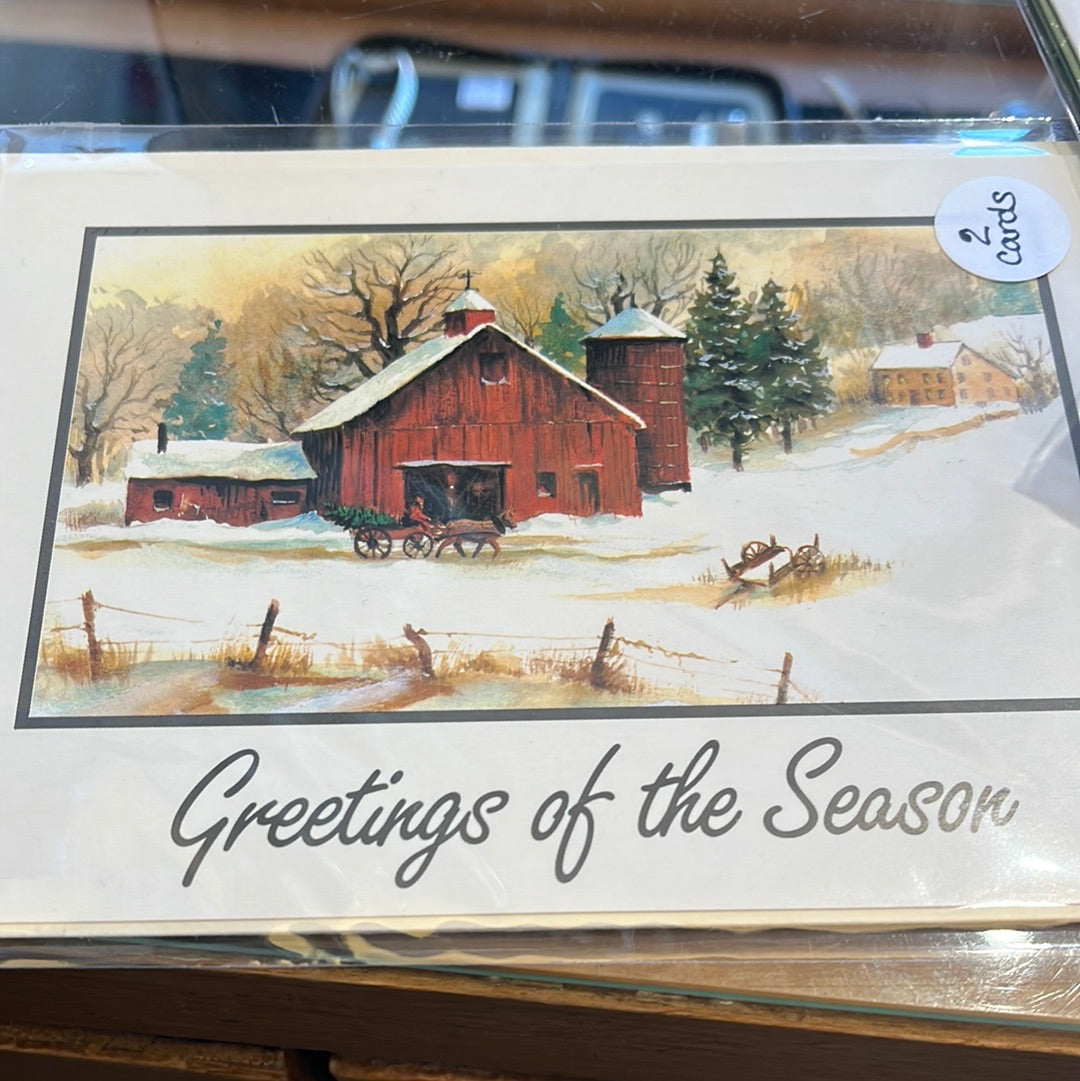 2
cards
Greetings of the Season